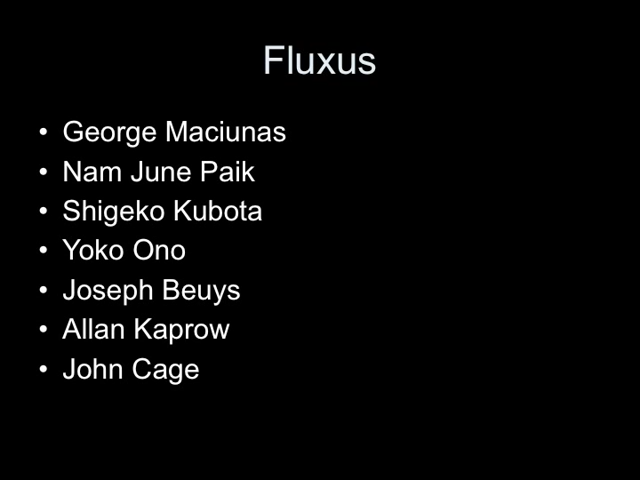 Fluxus
• George Maciunas
• Nam June Paik
• Shigeko Kubota
• Yoko Ono
• Joseph Beuys
• Allan Kaprow
• John Cage